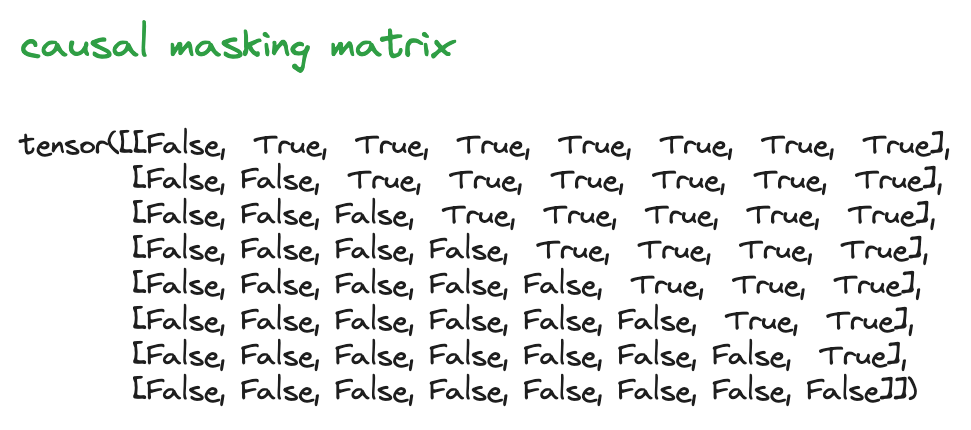 causal masking matrix
tensor([[False, True, True, True, True, True, True, True],
[False, False, True, True, True, True, True, True],
[False, False, False, True, True, True, True, True],
[False, False, False, False, True, True, True, True],
[False, False, False, False, False, True, True, True],
[False, False, False, False, False, False, True, True],
[False, False, False, False, False, False, False, True],
[False, False, False, False, False, False, False, False]])